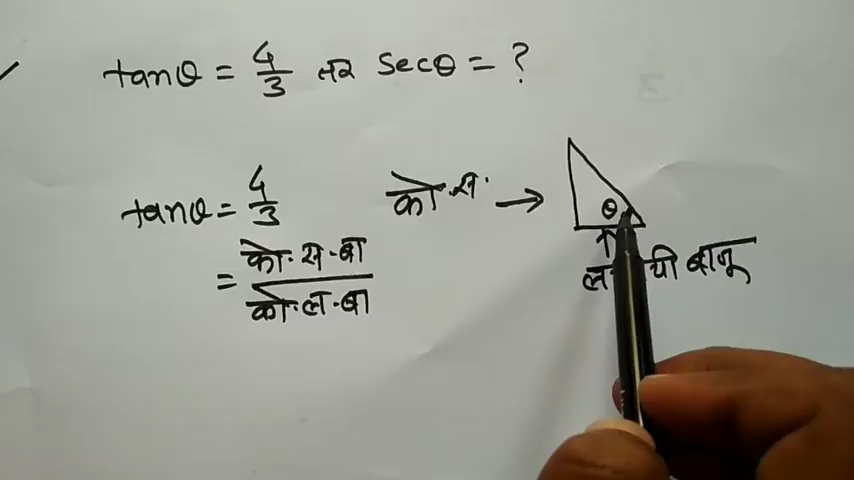 tanθ = 4/3 तर secθ = ?
tanθ = 4/3
= को.स.बा / को.ल.बा
को.स. →
θ
बाजू